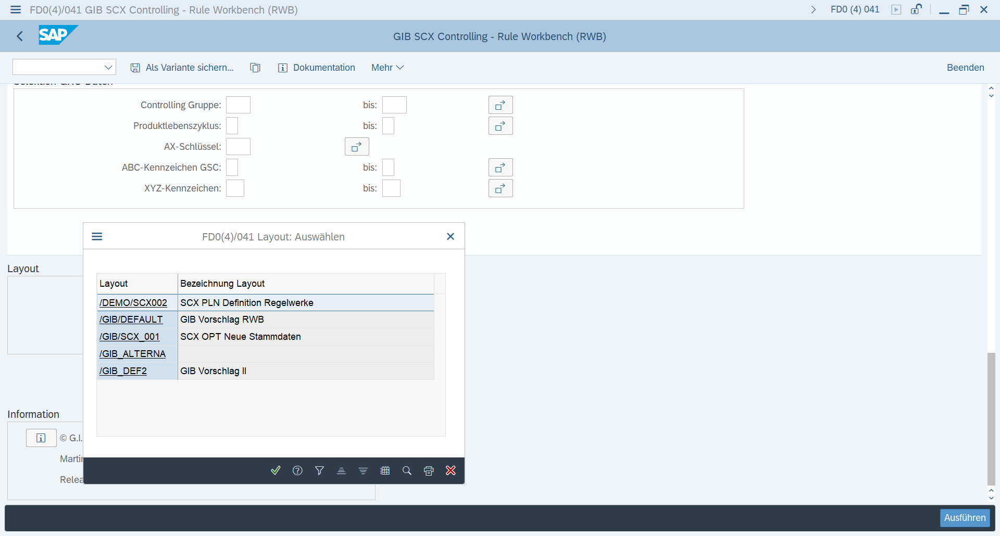 FD0(4)/041 GIB SCX Controlling - Rule Workbench (RWB)
FD0 (4) 041
SAP
GIB SCX Controlling - Rule Workbench (RWB)
Als Variante sichern...
Dokumentation
Mehr
Beenden
Controlling Gruppe:
bis:
Produktlebenszyklus:
bis:
AX-Schlüssel:
ABC-Kennzeichen GSC:
bis:
XYZ-Kennzeichen:
bis:
Layout
FD0(4)/041 Layout: Auswählen
Layout Bezeichnung Layout
/DEMO/SCX002 SCX PLN Definition Regelwerke
/GIB/DEFAULT GIB Vorschlag RWB
/GIB/SCX_001 SCX OPT Neue Stammdaten
/GIB_ALTERNA
/GIB_DEF2 GIB Vorschlag II
Information
© G.I.
Ausführen